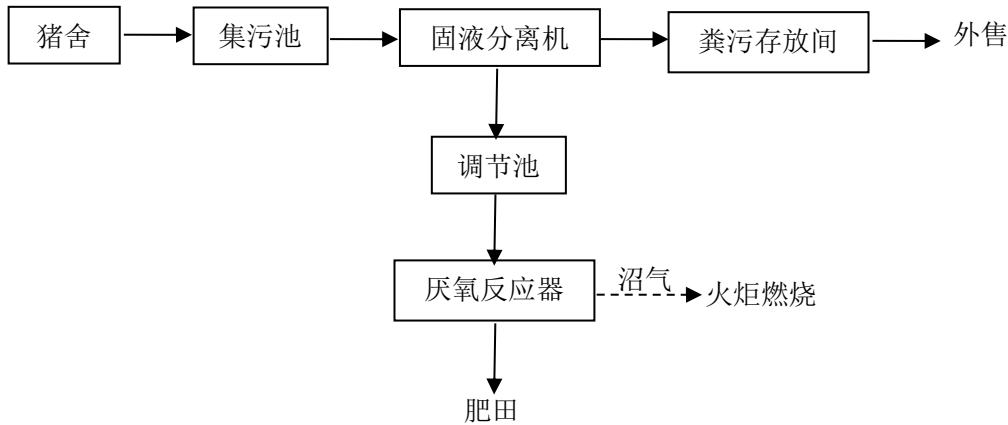 猪舍
集污池
固液分离机
粪污存放间
外售
调节池
厌氧反应器
沼气
火炬燃烧
肥田